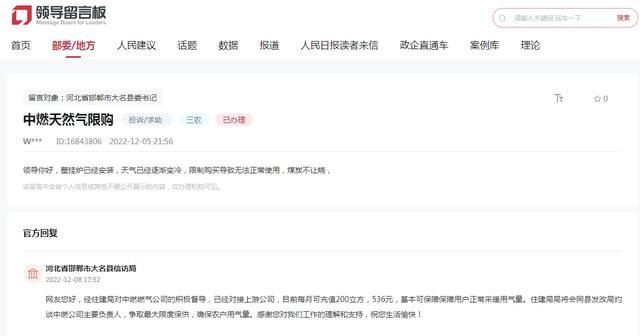 领导留言板
Message Board for Leaders
请输入关键词 回车一下 搜索
首页 部委/地方 人民建议 话题 数据 报道 人民日报读者来信 政企直通车 案例库 理论
留言对象：河北省邯郸市大名县委书记
Tт ☆ 0
中燃天然气限购 投诉/求助 三农 已办理
W*** ID:16843806 2022-12-05 21:56
领导你好，壁挂炉已经安装，天气已经逐渐变冷，限制购买导致无法正常使用，煤炭不让烧，
该留言中含有个人信息或其他不便公开展示的内容，仅办理机构可见。
官方回复
河北省邯郸市大名县信访局
2022-12-08 17:52
网友您好，经住建局对中燃燃气公司的积极督导，已经对接上游公司，目前每月可充值200立方，536元，基本可保障保障用户正常采暖用气量。住建局局将会同县发改局约
谈中燃公司主要负责人，争取最大限度保供，确保农户用气量。感谢您对我们工作的理解和支持，祝您生活愉快！